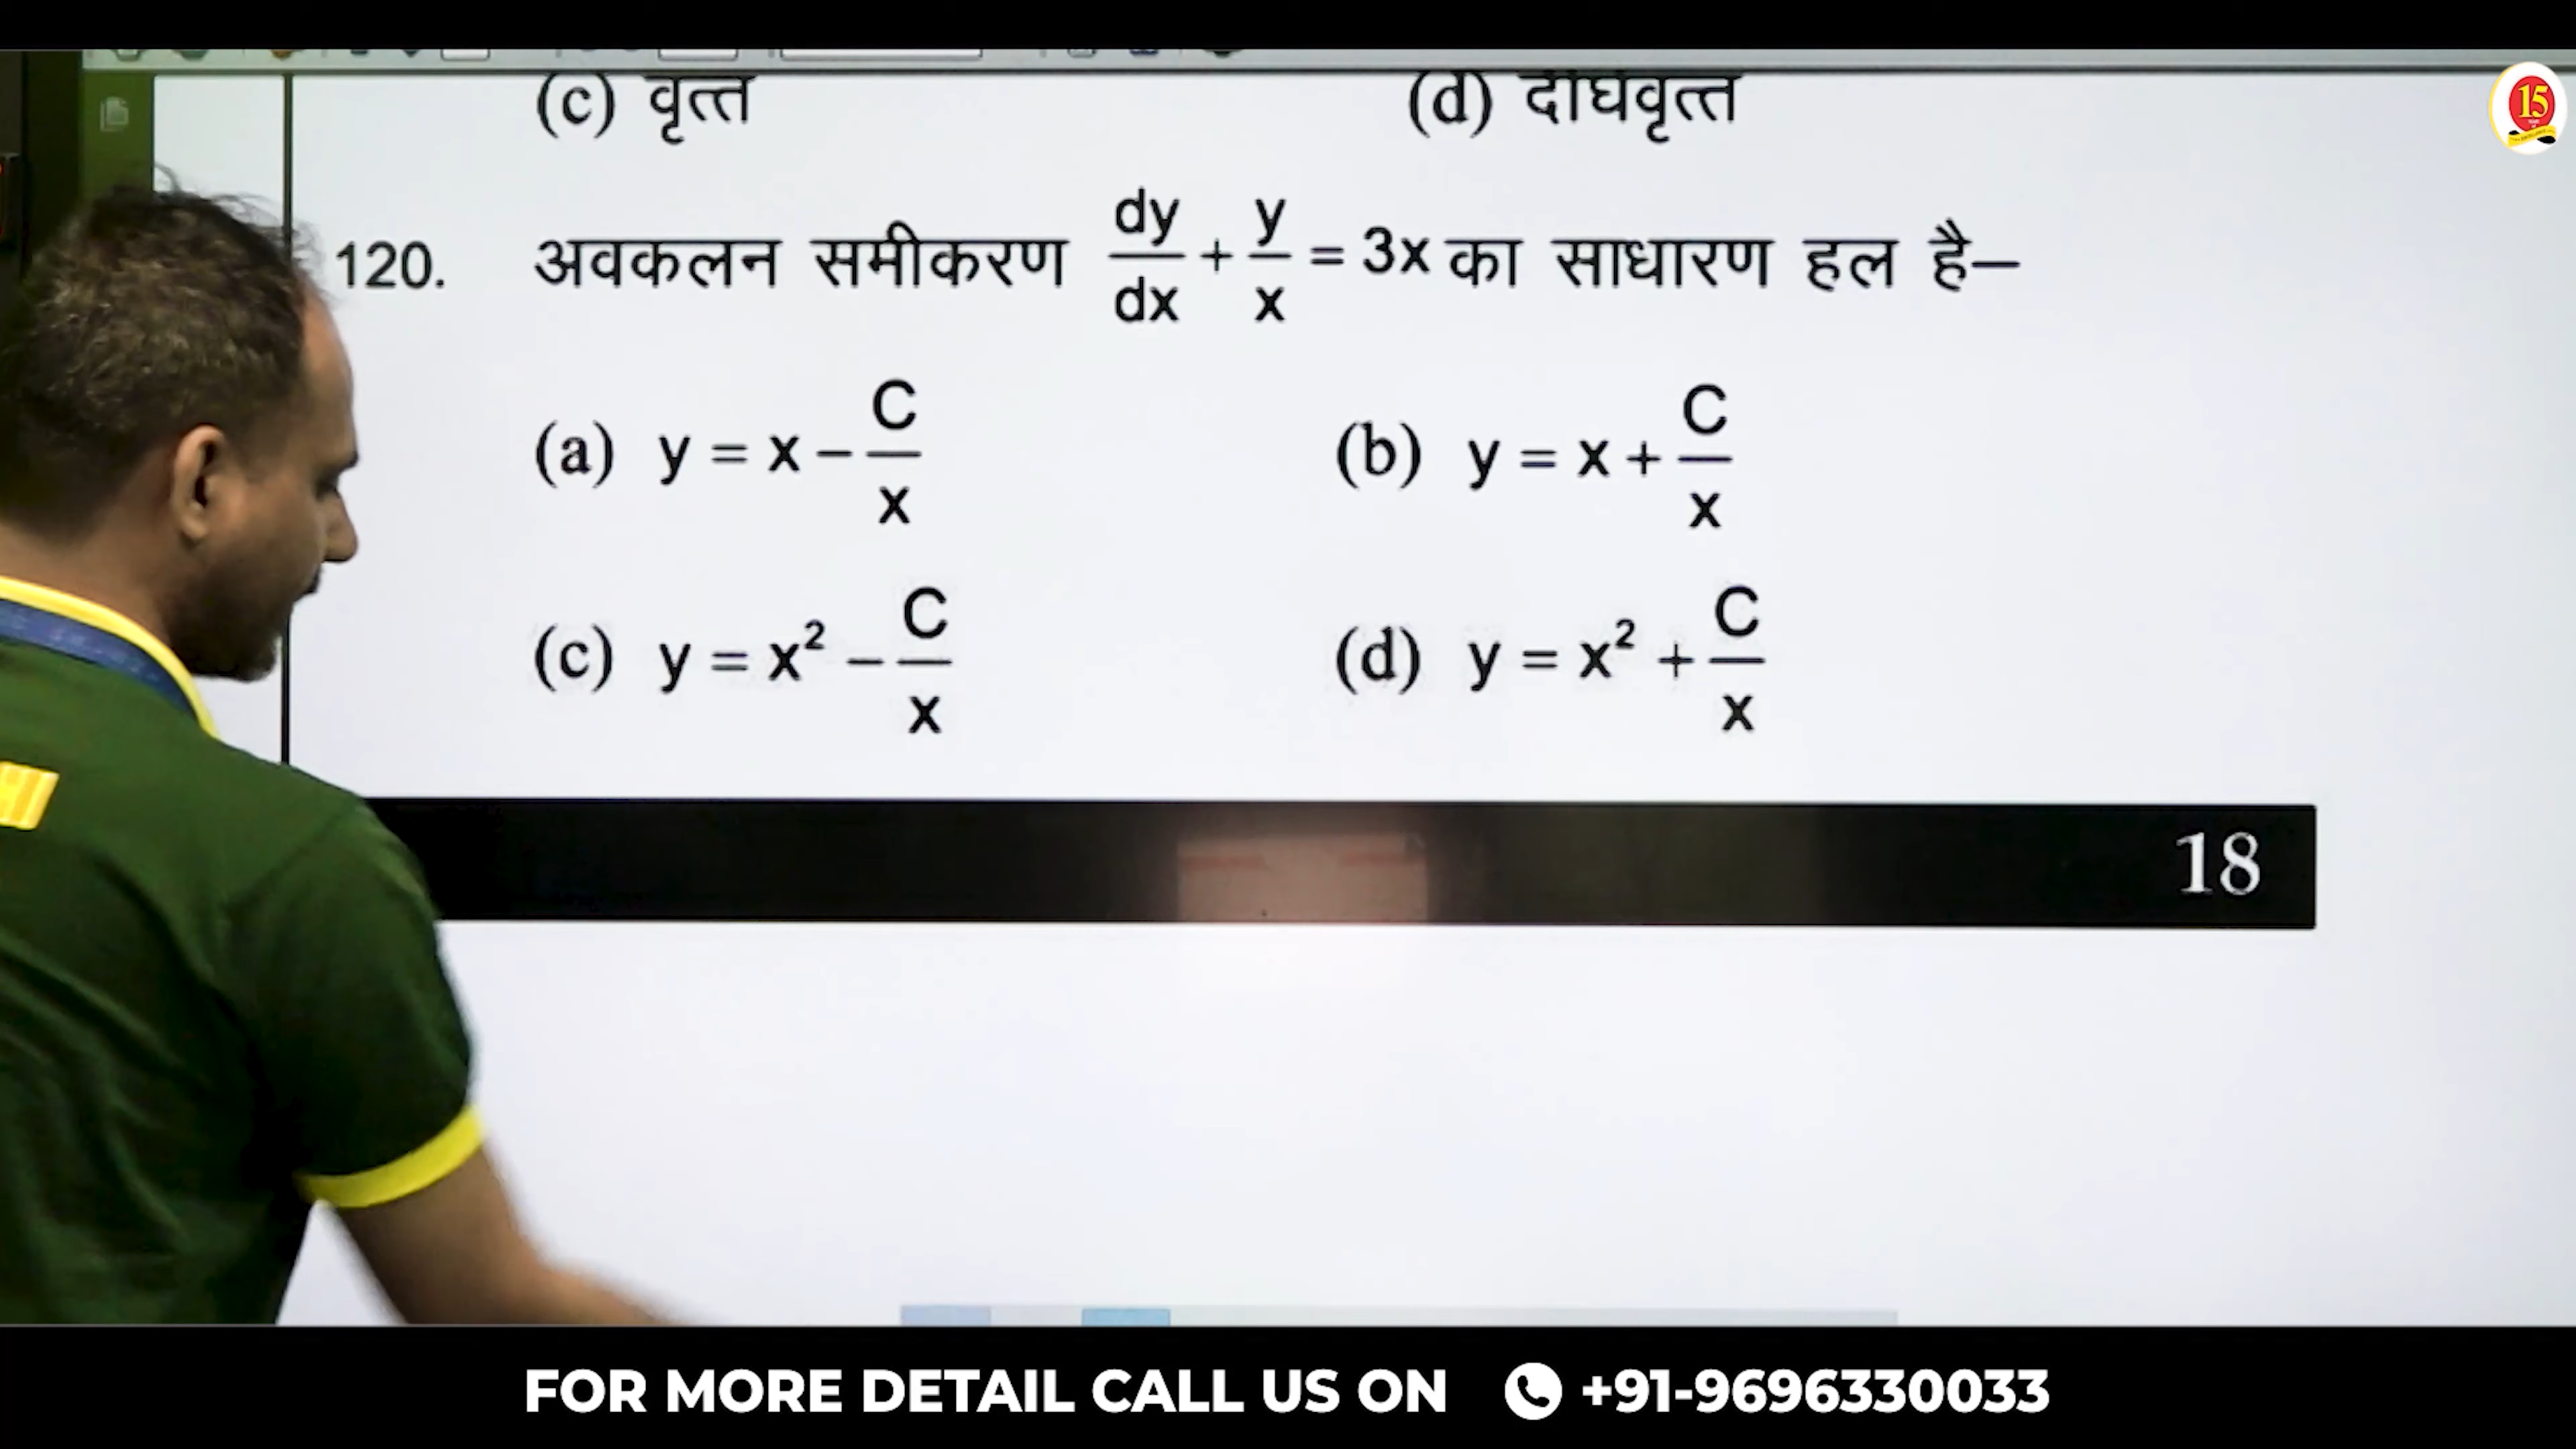 (c) वृत्त (d) दीर्घवृत्त
120. अवकलन समीकरण dy/dx + y/x = 3x का साधारण हल है–
(a) y = x − C/x (b) y = x + C/x
(c) y = x² − C/x (d) y = x² + C/x
18
15
FOR MORE DETAIL CALL US ON +91-9696330033